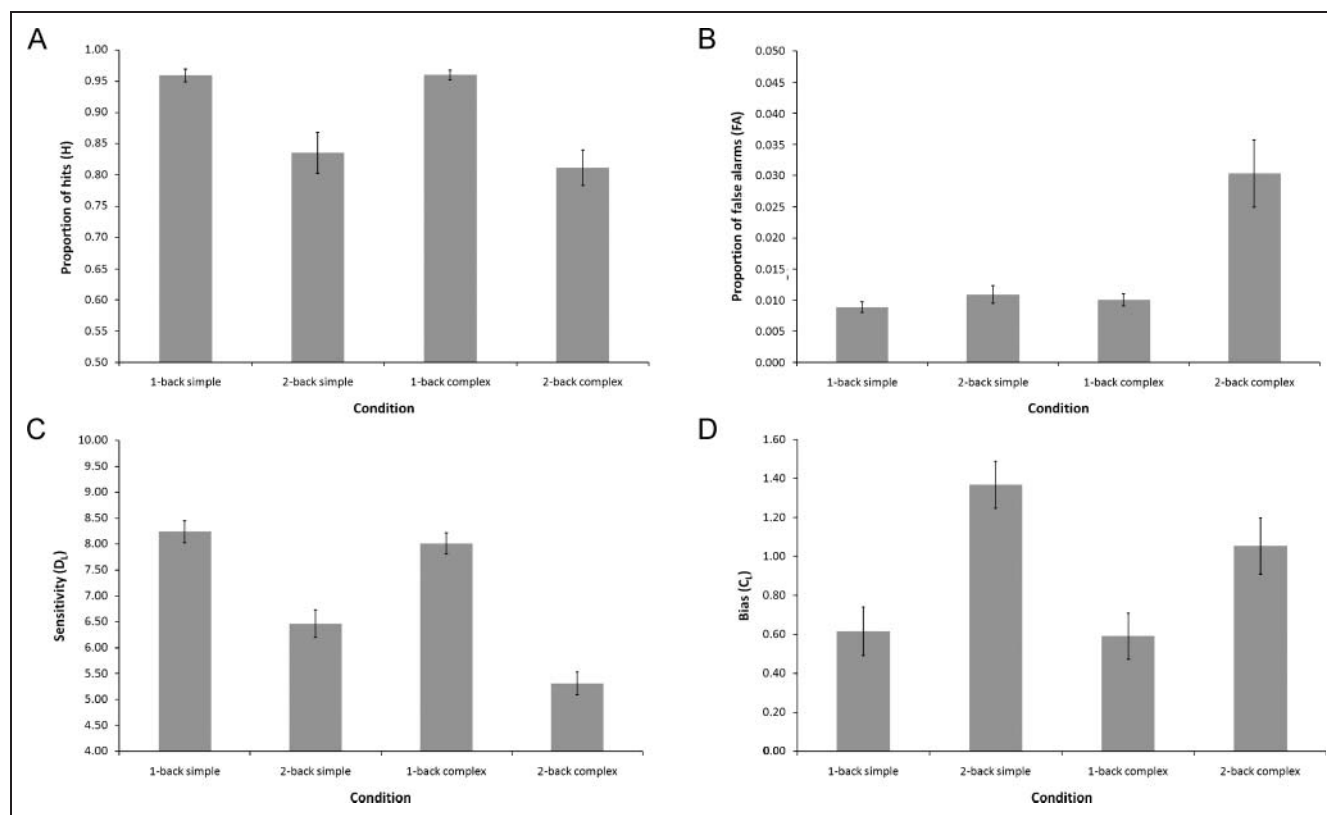 A
Proportion of hits (H)
1.00
0.95
0.90
0.85
0.80
0.75
0.70
0.65
0.60
0.55
0.50
1-back simple 2-back simple 1-back complex 2-back complex
Condition
B
Proportion of false alarms (FA)
0.050
0.045
0.040
0.035
0.030
0.025
0.020
0.015
0.010
0.005
0.000
1-back simple 2-back simple 1-back complex 2-back complex
Condition
C
Sensitivity (DL)
10.00
9.50
9.00
8.50
8.00
7.50
7.00
6.50
6.00
5.50
5.00
4.50
4.00
1-back simple 2-back simple 1-back complex 2-back complex
Condition
D
Bias (CL)
1.60
1.40
1.20
1.00
0.80
0.60
0.40
0.20
0.00
1-back simple 2-back simple 1-back complex 2-back complex
Condition